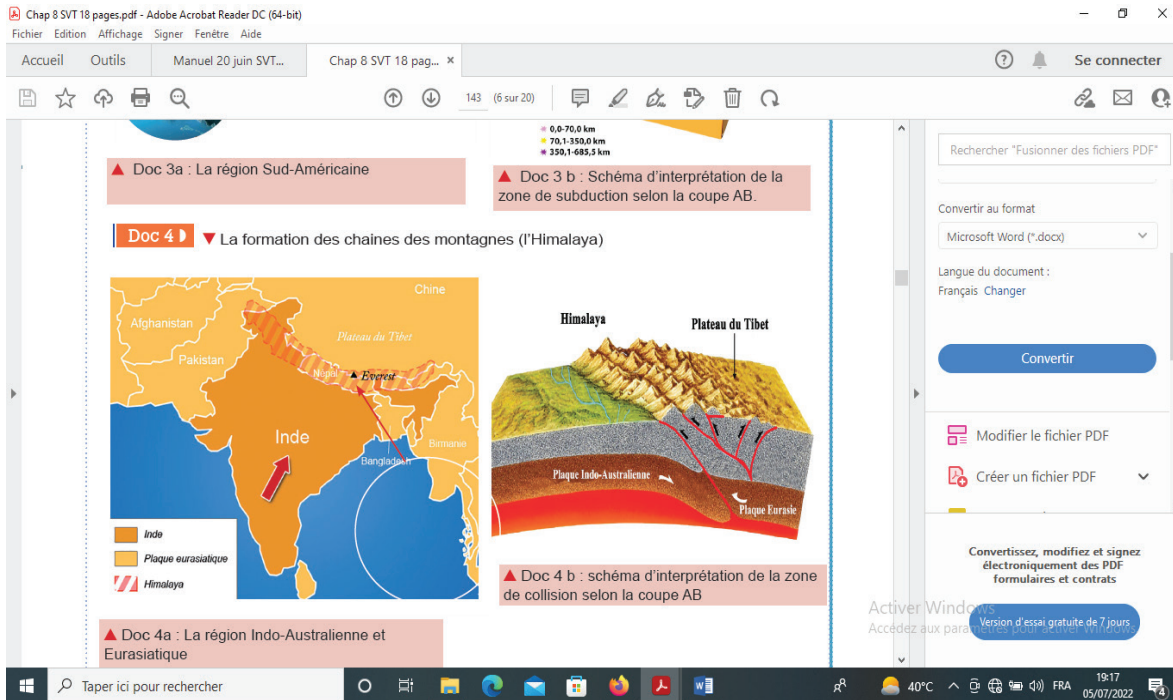 Chap 8 SVT 18 pages.pdf - Adobe Acrobat Reader DC (64-bit)
Fichier Edition Affichage Signer Fenêtre Aide
Accueil Outils Manuel 20 juin SVT... Chap 8 SVT 18 pag... × Se connecter
143 (6 sur 20)
0,0-70,0 km
70,1-350,0 km
350,1-685,5 km
Doc 3a : La région Sud-Américaine
Doc 3 b : Schéma d'interprétation de la
zone de subduction selon la coupe AB.
Doc 4 La formation des chaines des montagnes (l'Himalaya)
Chine
Afghanistan
Plateau du Tibet
Pakistan
Népal
Everest
Inde
Bangladesh
Birmanie
Inde
Plaque eurasiatique
Himalaya
Himalaya
Plateau du Tibet
Plaque Indo-Australienne
Plaque Eurasie
Doc 4 b : schéma d'interprétation de la zone
de collision selon la coupe AB
Doc 4a : La région Indo-Australienne et
Eurasiatique
Rechercher "Fusionner des fichiers PDF"
Convertir au format
Microsoft Word (*.docx)
Langue du document :
Français Changer
Convertir
Modifier le fichier PDF
Créer un fichier PDF
Convertissez, modifiez et signez
électroniquement des PDF
formulaires et contrats
Activer Windows
Accédez aux paramètres pour activer Windows.
Version d'essai gratuite de 7 jours
Taper ici pour rechercher
40°C
FRA
19:17
05/07/2022
4